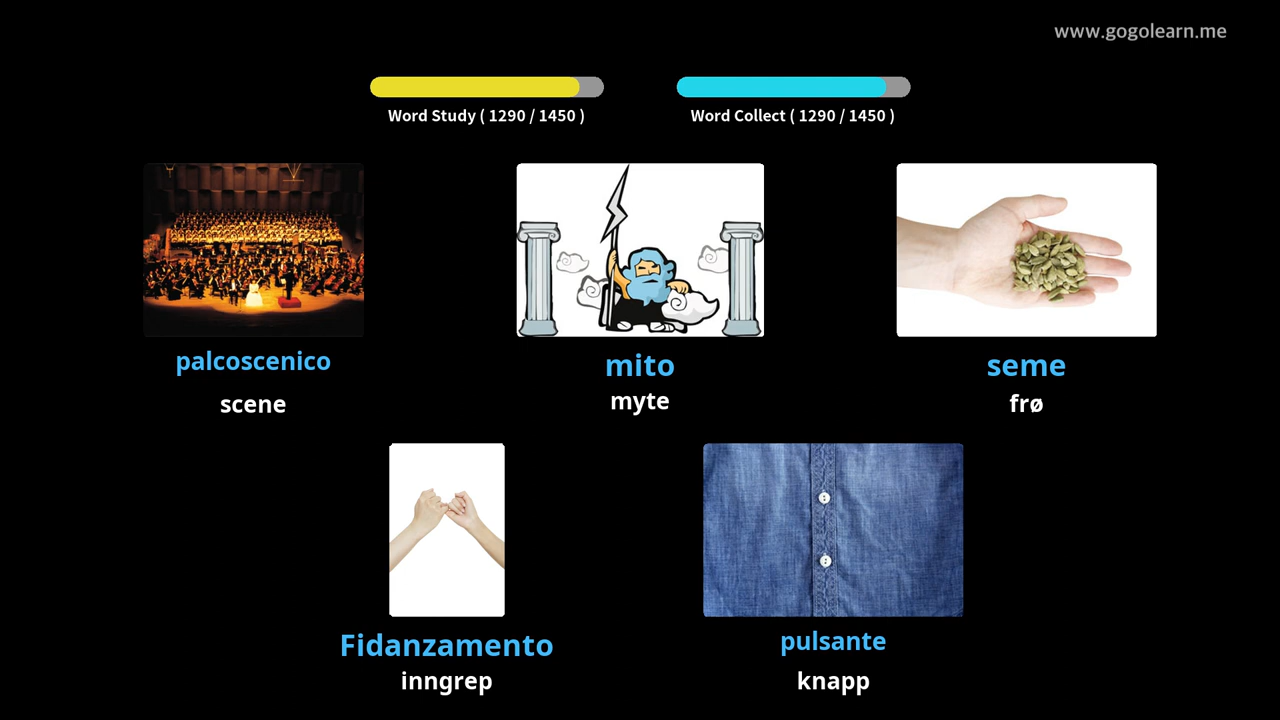 www.gogolearn.me
Word Study ( 1290 / 1450 )
Word Collect ( 1290 / 1450 )
palcoscenico
scene
mito
myte
seme
frø
Fidanzamento
inngrep
pulsante
knapp